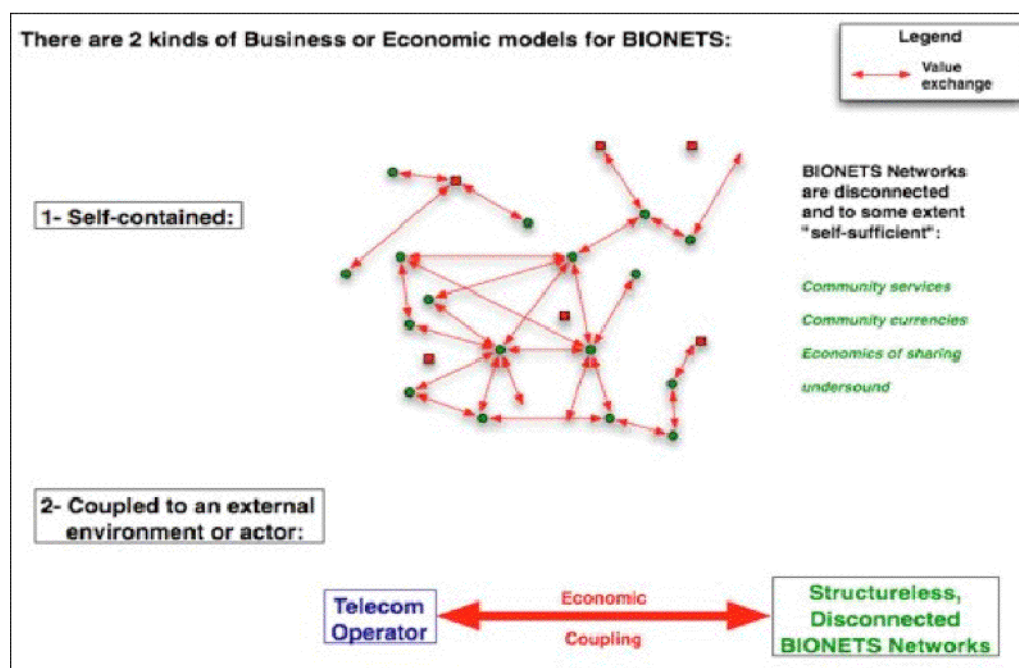 There are 2 kinds of Business or Economic models for BIONETS:
Legend
Value
exchange
1- Self-contained:
BIONETS Networks
are disconnected
and to some extent
"self-sufficient":
Community services
Community currencies
Economics of sharing
undersound
2- Coupled to an external
environment or actor:
Telecom
Operator
Economic
Coupling
Structureless,
Disconnected
BIONETS Networks